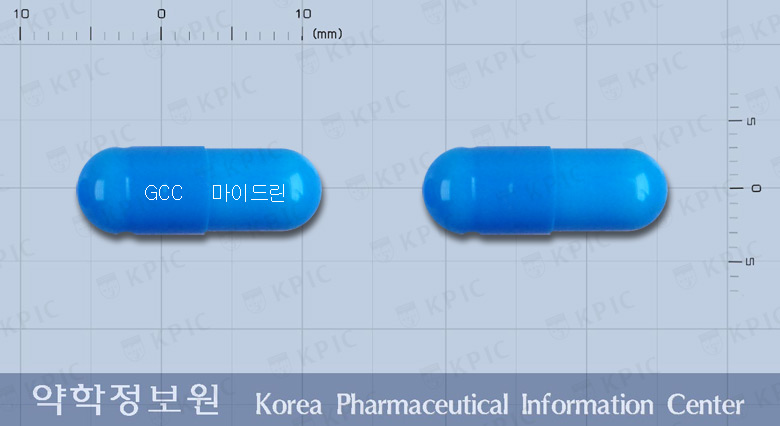 10 0 10
(mm)
5
0
5
GCC 마이드린
KPIC
약학정보원 Korea Pharmaceutical Information Center